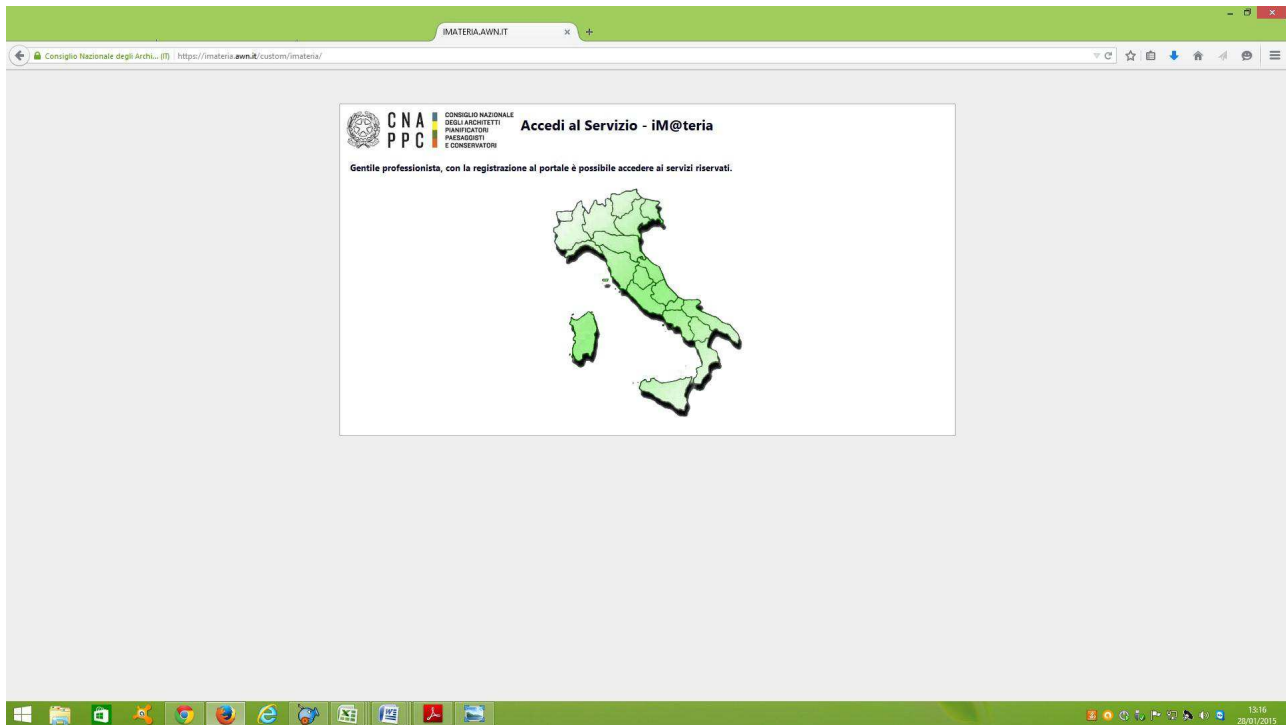 IMATERIA.AWN.IT
Consiglio Nazionale degli Archi... (IT) https://imateria.awn.it/custom/imateria/
CNA
PPC
CONSIGLIO NAZIONALE
DEGLI ARCHITETTI
PIANIFICATORI
PAESAGGISTI
E CONSERVATORI
Accedi al Servizio - iM@teria
Gentile professionista, con la registrazione al portale è possibile accedere ai servizi riservati.
13:16
28/01/2015